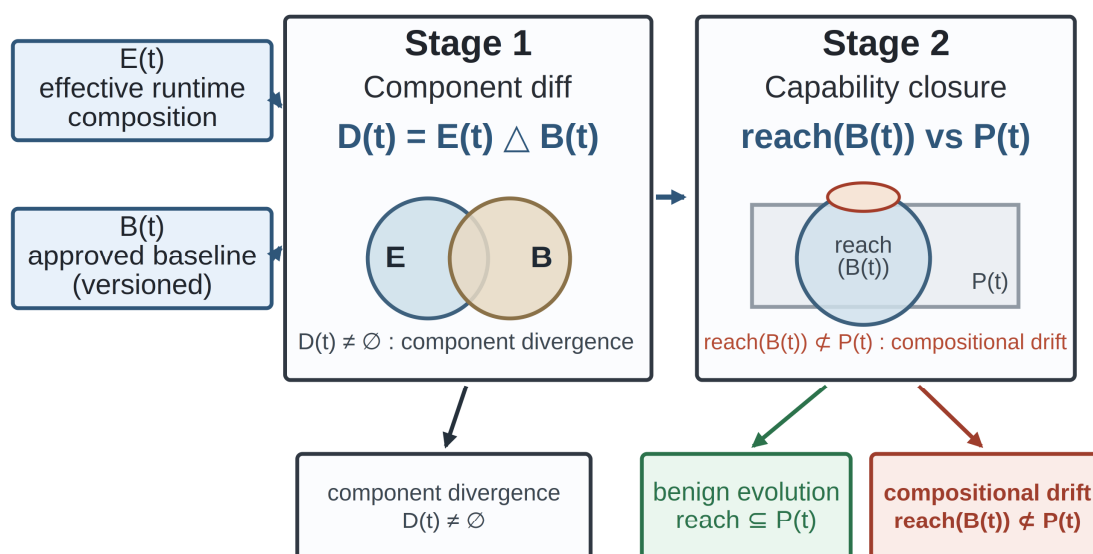 E(t)
effective runtime
composition
B(t)
approved baseline
(versioned)
Stage 1
Component diff
D(t) = E(t) △ B(t)
E
B
D(t) ≠ ∅ : component divergence
Stage 2
Capability closure
reach(B(t)) vs P(t)
reach
(B(t))
P(t)
reach(B(t)) ⊄ P(t) : compositional drift
component divergence
D(t) ≠ ∅
benign evolution
reach ⊆ P(t)
compositional drift
reach(B(t)) ⊄ P(t)